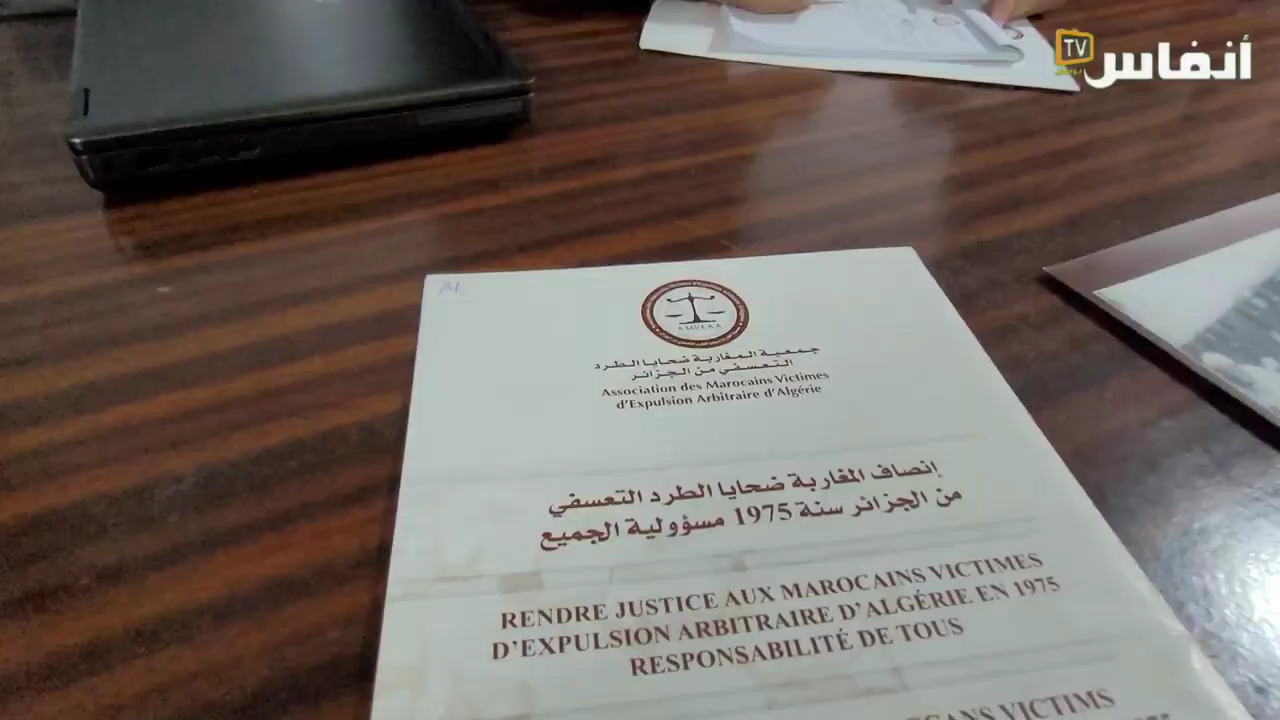 أنفاس
TV
AMVEAA
جمعية المغاربة ضحايا الطرد
التعسفي من الجزائر
Association des Marocains Victimes
d'Expulsion Arbitraire d'Algérie
إنصاف المغاربة ضحايا الطرد التعسفي
من الجزائر سنة 1975 مسؤولية الجميع
RENDRE JUSTICE AUX MAROCAINS VICTIMES
D'EXPULSION ARBITRAIRE D'ALGÉRIE EN 1975
RESPONSABILITÉ DE TOUS
VICTIMS